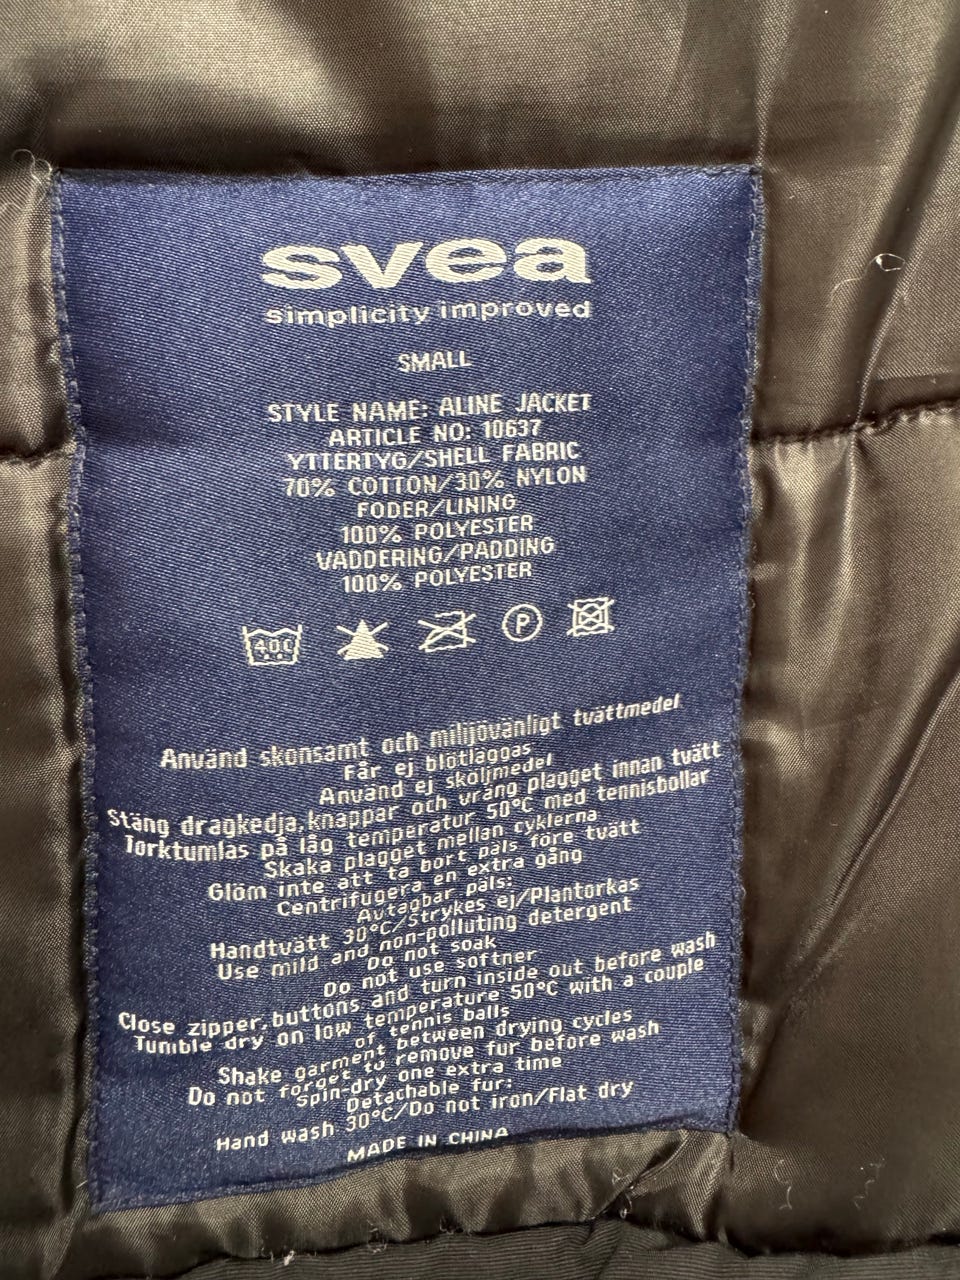 svea
simplicity improved
SMALL
STYLE NAME: ALINE JACKET
ARTICLE NO: 10637
YTTERTYG/SHELL FABRIC
70% COTTON/30% NYLON
FODER/LINING
100% POLYESTER
VADDERING/PADDING
100% POLYESTER
40C P
Använd skonsamt och miljövänligt tvättmedel
Får ej blötläggas
Använd ej sköljmedel
Stäng dragkedja, knappar och vräng plagget innan tvätt
Torktumlas på låg temperatur 50°C med tennisbollar
Skaka plagget mellan cyklerna
Glöm inte att ta bort päls före tvätt
Centrifugera en extra gång
Avtagbar päls:
Handtvätt 30°C/Strykes ej/Plantorkas
Use mild and non-polluting detergent
Do not soak
Do not use softner
Close zipper, buttons and turn inside out before wash
Tumble dry on low temperature 50°C with a couple
of tennis balls
Shake garment between drying cycles
Do not forget to remove fur before wash
Spin-dry one extra time
Detachable fur:
Hand wash 30°C/Do not iron/Flat dry
MADE IN CHINA